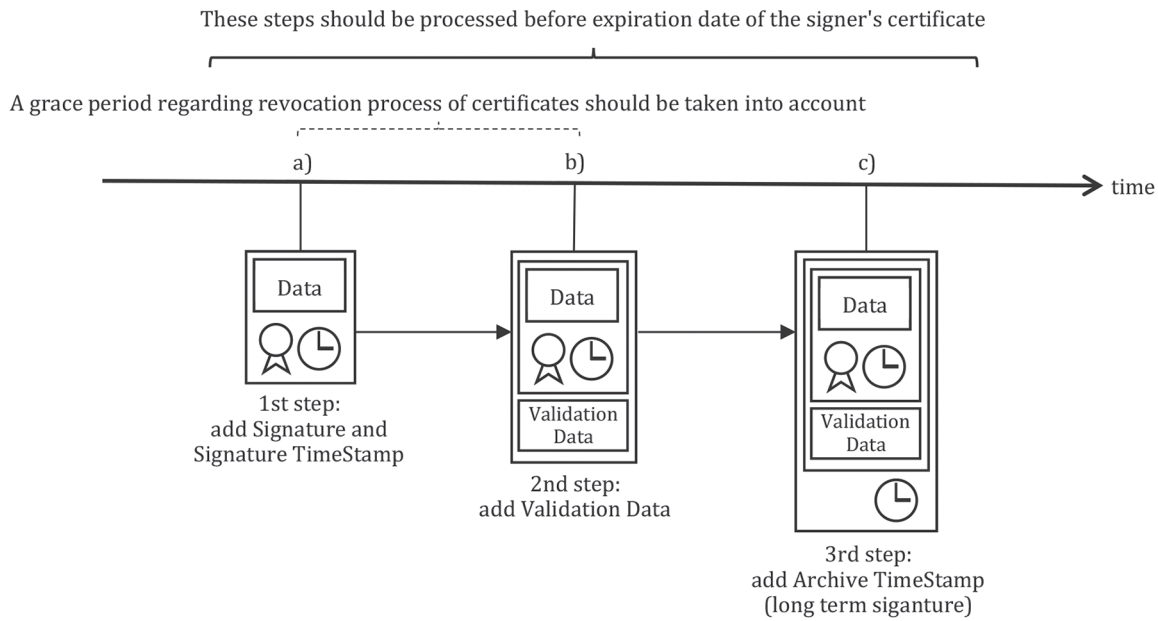 These steps should be processed before expiration date of the signer's certificate
A grace period regarding revocation process of certificates should be taken into account
a)
b)
c)
time
Data
1st step:
add Signature and
Signature TimeStamp
Data
Validation
Data
2nd step:
add Validation Data
Data
Validation
Data
3rd step:
add Archive TimeStamp
(long term siganture)